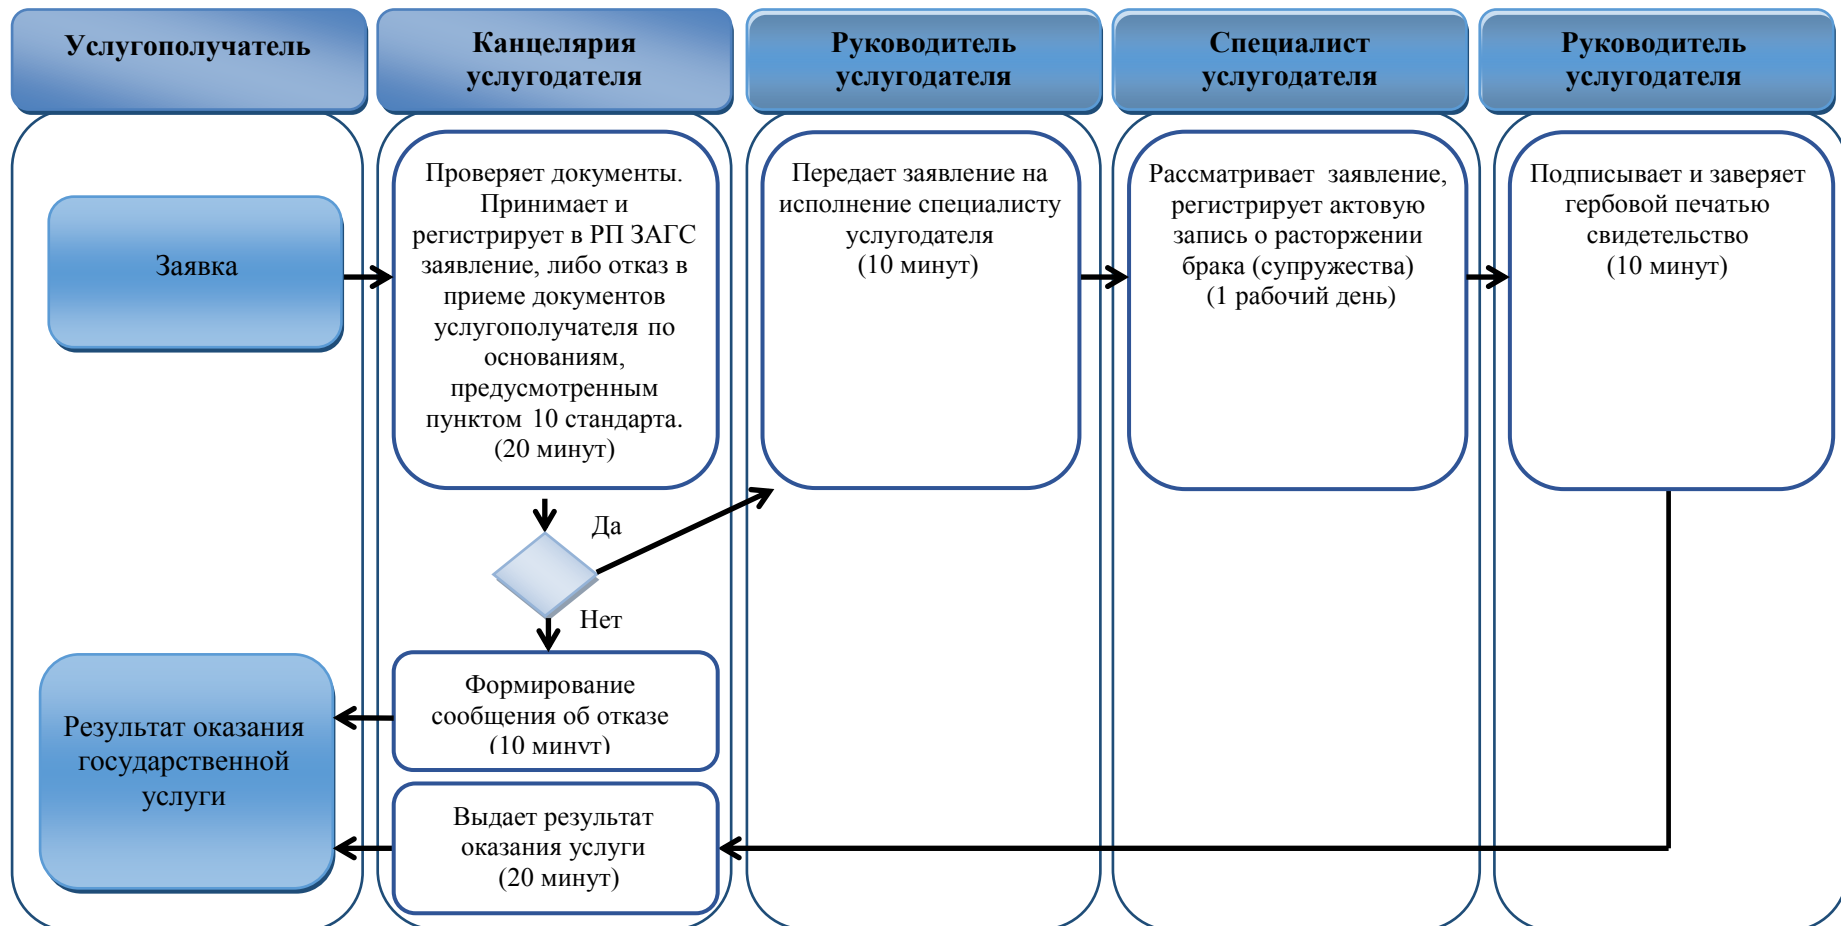 Услугополучатель
Канцелярия
услугодателя
Руководитель
услугодателя
Специалист
услугодателя
Руководитель
услугодателя
Заявка
Проверяет документы.
Принимает и
регистрирует в РП ЗАГС
заявление, либо отказ в
приеме документов
услугополучателя по
основаниям,
предусмотренным
пунктом 10 стандарта.
(20 минут)
Передает заявление на
исполнение специалисту
услугодателя
(10 минут)
Рассматривает заявление,
регистрирует актовую
запись о расторжении
брака (супружества)
(1 рабочий день)
Подписывает и заверяет
гербовой печатью
свидетельство
(10 минут)
Да
Нет
Формирование
сообщения об отказе
(10 минут)
Результат оказания
государственной
услуги
Выдает результат
оказания услуги
(20 минут)